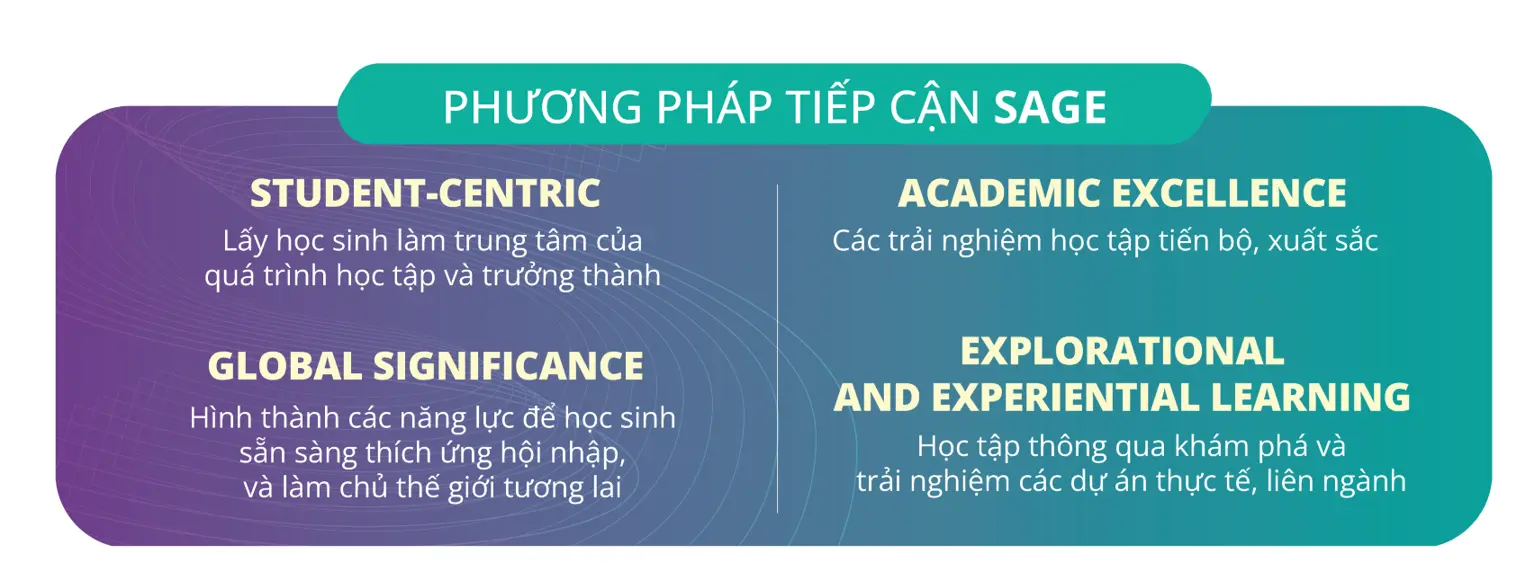 PHƯƠNG PHÁP TIẾP CẬN SAGE
STUDENT-CENTRIC
Lấy học sinh làm trung tâm của
quá trình học tập và trưởng thành
ACADEMIC EXCELLENCE
Các trải nghiệm học tập tiến bộ, xuất sắc
GLOBAL SIGNIFICANCE
Hình thành các năng lực để học sinh
sẵn sàng thích ứng hội nhập,
và làm chủ thế giới tương lai
EXPLORATIONAL
AND EXPERIENTIAL LEARNING
Học tập thông qua khám phá và
trải nghiệm các dự án thực tế, liên ngành